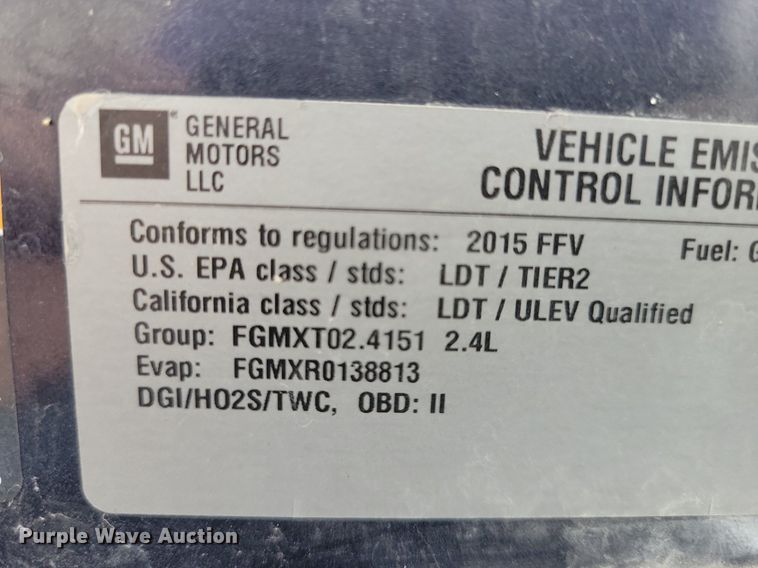 GM
GENERAL
MOTORS
LLC
VEHICLE
CONTROL
Conforms to regulations: 2015 FFV Fuel:
U.S. EPA class / stds: LDT / TIER2
California class / stds: LDT / ULEV Qualified
Group: FGMXT02.4151 2.4L
Evap: FGMXR0138813
DGI/HO2S/TWC, OBD: II
Purple Wave Auction